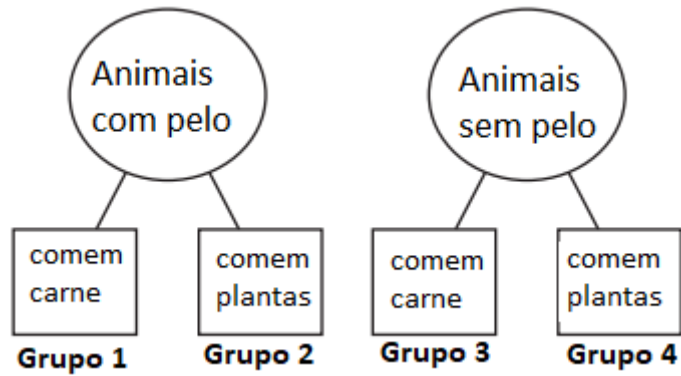 Animais
com pelo
Animais
sem pelo
comem
carne
comem
plantas
comem
carne
comem
plantas
Grupo 1
Grupo 2
Grupo 3
Grupo 4